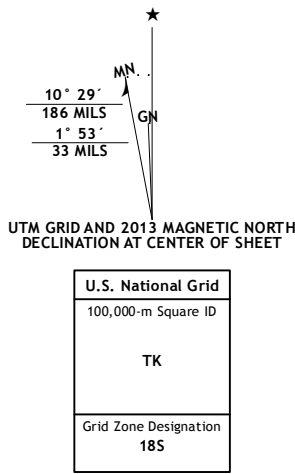 MN
GN
10° 29´
186 MILS
1° 53´
33 MILS
UTM GRID AND 2013 MAGNETIC NORTH
DECLINATION AT CENTER OF SHEET
U.S. National Grid
100,000-m Square ID
TK
Grid Zone Designation
18S